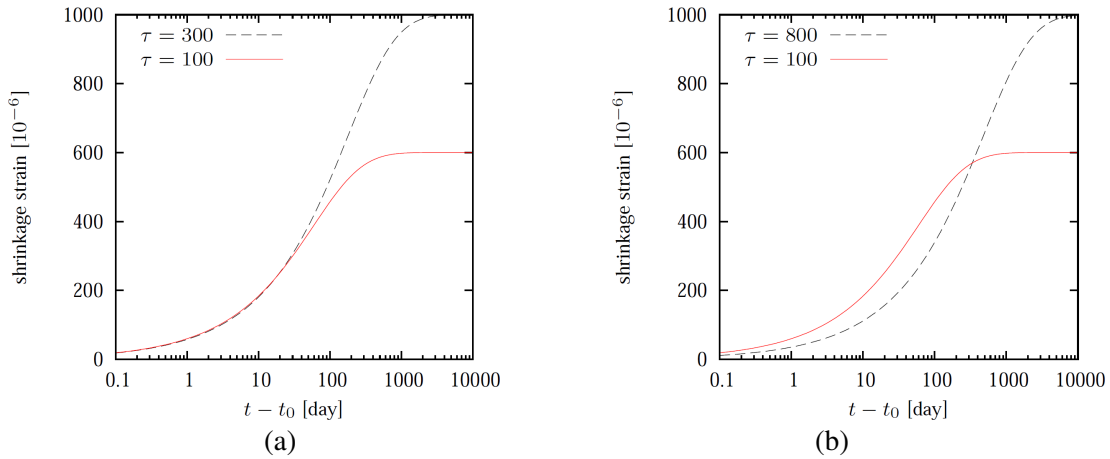 1000
800
600
400
200
0
shrinkage strain [10⁻⁶]
τ = 300
τ = 100
0.1 1 10 100 1000 10000
t − t₀ [day]
(a)
1000
800
600
400
200
0
shrinkage strain [10⁻⁶]
τ = 800
τ = 100
0.1 1 10 100 1000 10000
t − t₀ [day]
(b)